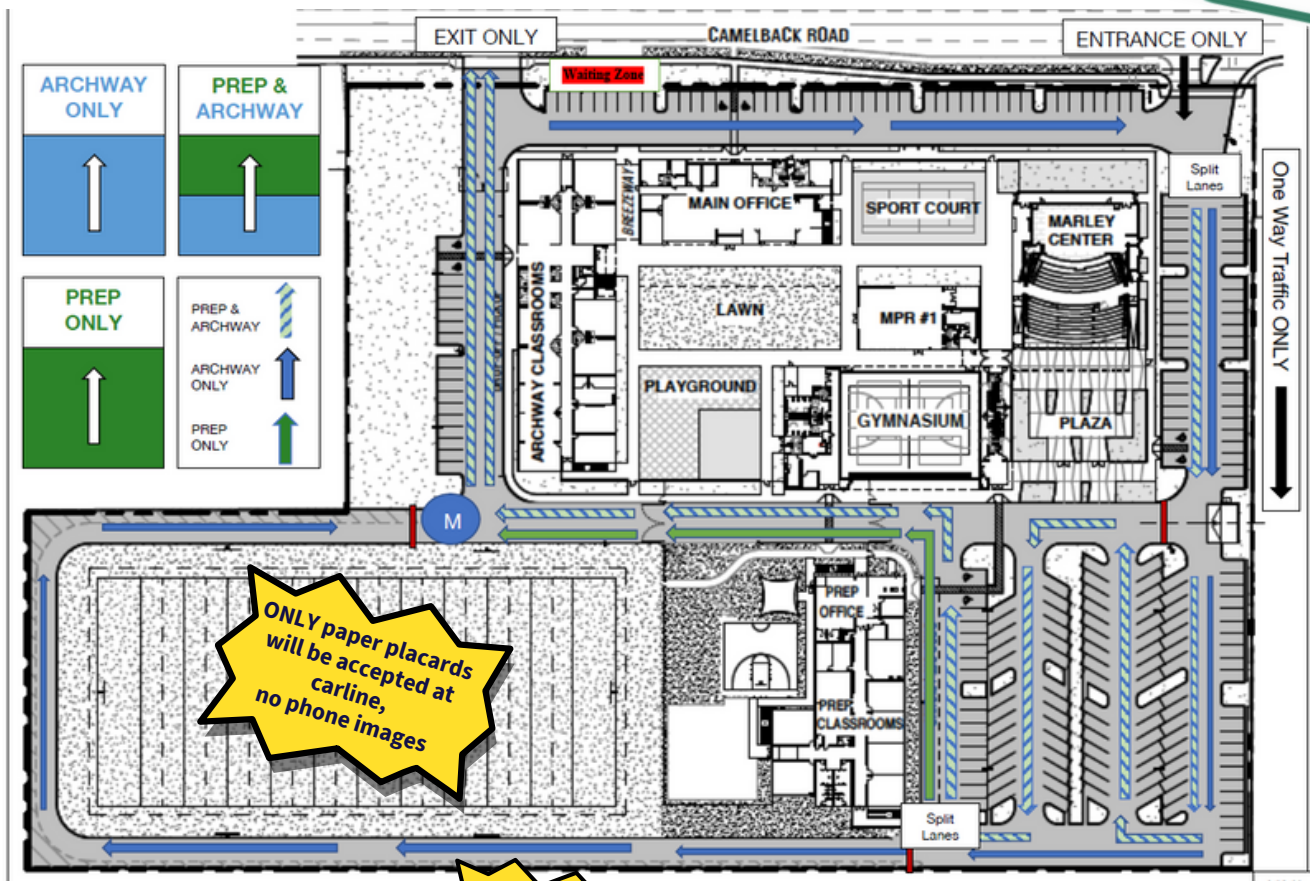 EXIT ONLY
CAMELBACK ROAD
ENTRANCE ONLY
Waiting Zone
ARCHWAY
ONLY
PREP &
ARCHWAY
PREP
ONLY
PREP &
ARCHWAY
ARCHWAY
ONLY
PREP
ONLY
Split
Lanes
One Way Traffic ONLY
BREEZEWAY
MAIN OFFICE
SPORT COURT
MARLEY
CENTER
ARCHWAY CLASSROOMS
LAWN
MPR #1
PLAYGROUND
GYMNASIUM
PLAZA
M
PREP
OFFICE
PREP
CLASSROOMS
ONLY paper placards
will be accepted at
carline,
no phone images
Split
Lanes